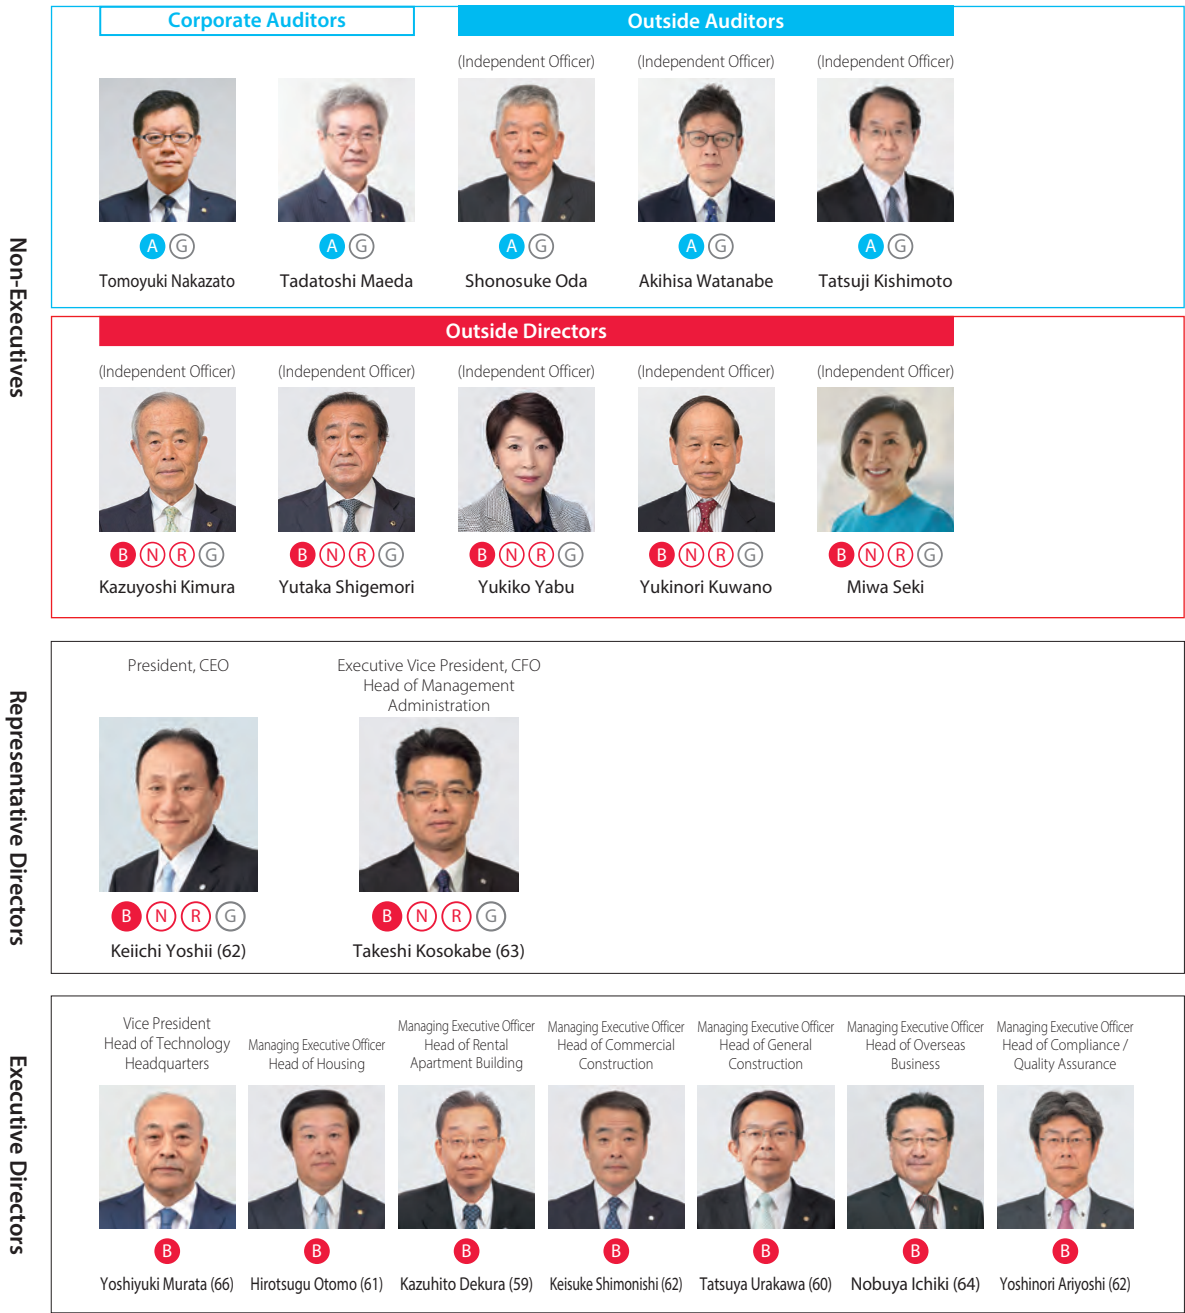 Corporate Auditors
Outside Auditors
(Independent Officer)
(Independent Officer)
(Independent Officer)
A G
A G
A G
A G
A G
Tomoyuki Nakazato
Tadatoshi Maeda
Shonosuke Oda
Akihisa Watanabe
Tatsuji Kishimoto
Non-Executives
Outside Directors
(Independent Officer)
(Independent Officer)
(Independent Officer)
(Independent Officer)
(Independent Officer)
B N R G
B N R G
B N R G
B N R G
B N R G
Kazuyoshi Kimura
Yutaka Shigemori
Yukiko Yabu
Yukinori Kuwano
Miwa Seki
Representative Directors
President, CEO
Executive Vice President, CFO
Head of Management
Administration
B N R G
B N R G
Keiichi Yoshii (62)
Takeshi Kosokabe (63)
Executive Directors
Vice President
Head of Technology
Headquarters
Managing Executive Officer
Head of Housing
Managing Executive Officer
Head of Rental
Apartment Building
Managing Executive Officer
Head of Commercial
Construction
Managing Executive Officer
Head of General
Construction
Managing Executive Officer
Head of Overseas
Business
Managing Executive Officer
Head of Compliance /
Quality Assurance
B
B
B
B
B
B
B
Yoshiyuki Murata (66)
Hirotsugu Otomo (61)
Kazuhito Dekura (59)
Keisuke Shimonishi (62)
Tatsuya Urakawa (60)
Nobuya Ichiki (64)
Yoshinori Ariyoshi (62)